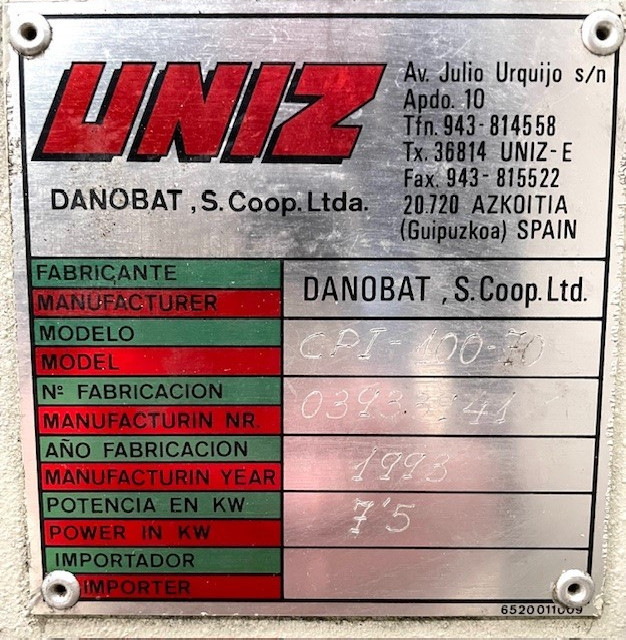 UNIZ
DANOBAT, S.Coop.Ltda.
Av. Julio Urquijo s/n
Apdo. 10
Tfn. 943-814558
Tx. 36814 UNIZ-E
Fax. 943-815522
20.720 AZKOITIA
(Guipuzkoa) SPAIN
FABRICANTE
MANUFACTURER
DANOBAT, S.Coop.Ltd.
MODELO
MODEL
CPI-100-70
Nº FABRICACION
MANUFACTURIN NR.
AÑO FABRICACION
MANUFACTURIN YEAR
1993
POTENCIA EN KW
POWER IN KW
7'5
IMPORTADOR
IMPORTER
6520011009